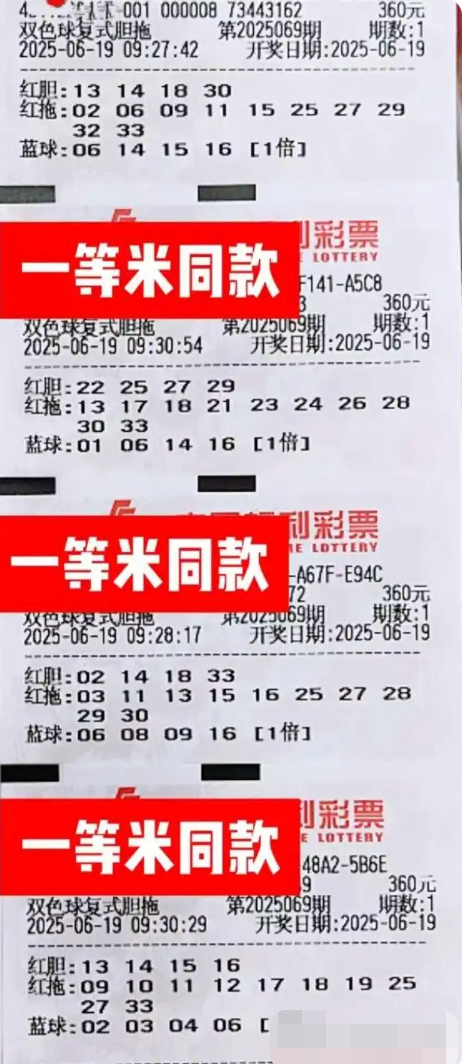 001 000008 73443162 360元
双色球复式胆拖 第2025069期 期数:1
2025-06-19 09:27:42 开奖日期:2025-06-19
红胆:13 14 18 30
红拖:02 06 09 11 15 25 27 29
32 33
蓝球:06 14 15 16 [1倍]
利彩票
LOTTERY
一等米同款
F141-A5C8
360元
双色球复式胆拖 第2025069期 期数:1
2025-06-19 09:30:54 开奖日期:2025-06-19
红胆:22 25 27 29
红拖:13 17 18 21 23 24 26 28
30 33
蓝球:01 06 14 16 [1倍]
利彩票
LOTTERY
一等米同款
-A67F-E94C
72 360元
双色球复式胆拖 第2025069期 期数:1
2025-06-19 09:28:17 开奖日期:2025-06-19
红胆:02 14 18 33
红拖:03 11 13 15 16 25 27 28
29 30
蓝球:06 08 09 16 [1倍]
利彩票
LOTTERY
一等米同款
48A2-5B6E
360元
双色球复式胆拖 第2025069期 期数:1
2025-06-19 09:30:29 开奖日期:2025-06-19
红胆:13 14 15 16
红拖:09 10 11 12 17 18 19 25
27 33
蓝球:02 03 04 06 [